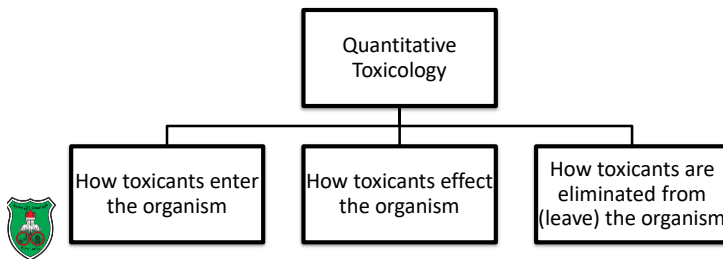 Quantitative
Toxicology
How toxicants enter
the organism
How toxicants effect
the organism
How toxicants are
eliminated from
(leave) the organism